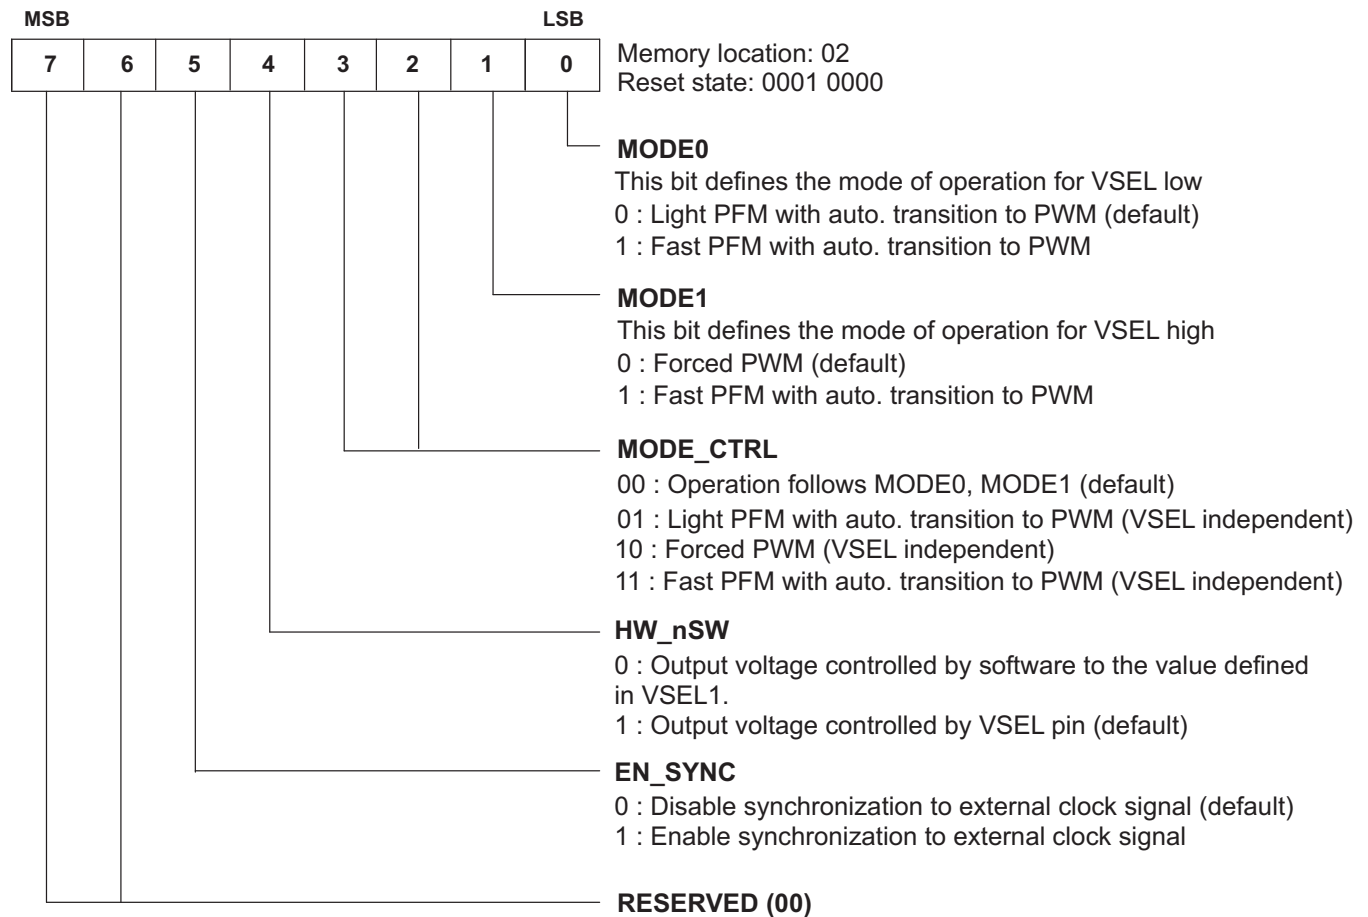 MSB LSB
7 6 5 4 3 2 1 0
Memory location: 02
Reset state: 0001 0000
MODE0
This bit defines the mode of operation for VSEL low
0 : Light PFM with auto. transition to PWM (default)
1 : Fast PFM with auto. transition to PWM
MODE1
This bit defines the mode of operation for VSEL high
0 : Forced PWM (default)
1 : Fast PFM with auto. transition to PWM
MODE_CTRL
00 : Operation follows MODE0, MODE1 (default)
01 : Light PFM with auto. transition to PWM (VSEL independent)
10 : Forced PWM (VSEL independent)
11 : Fast PFM with auto. transition to PWM (VSEL independent)
HW_nSW
0 : Output voltage controlled by software to the value defined
in VSEL1.
1 : Output voltage controlled by VSEL pin (default)
EN_SYNC
0 : Disable synchronization to external clock signal (default)
1 : Enable synchronization to external clock signal
RESERVED (00)